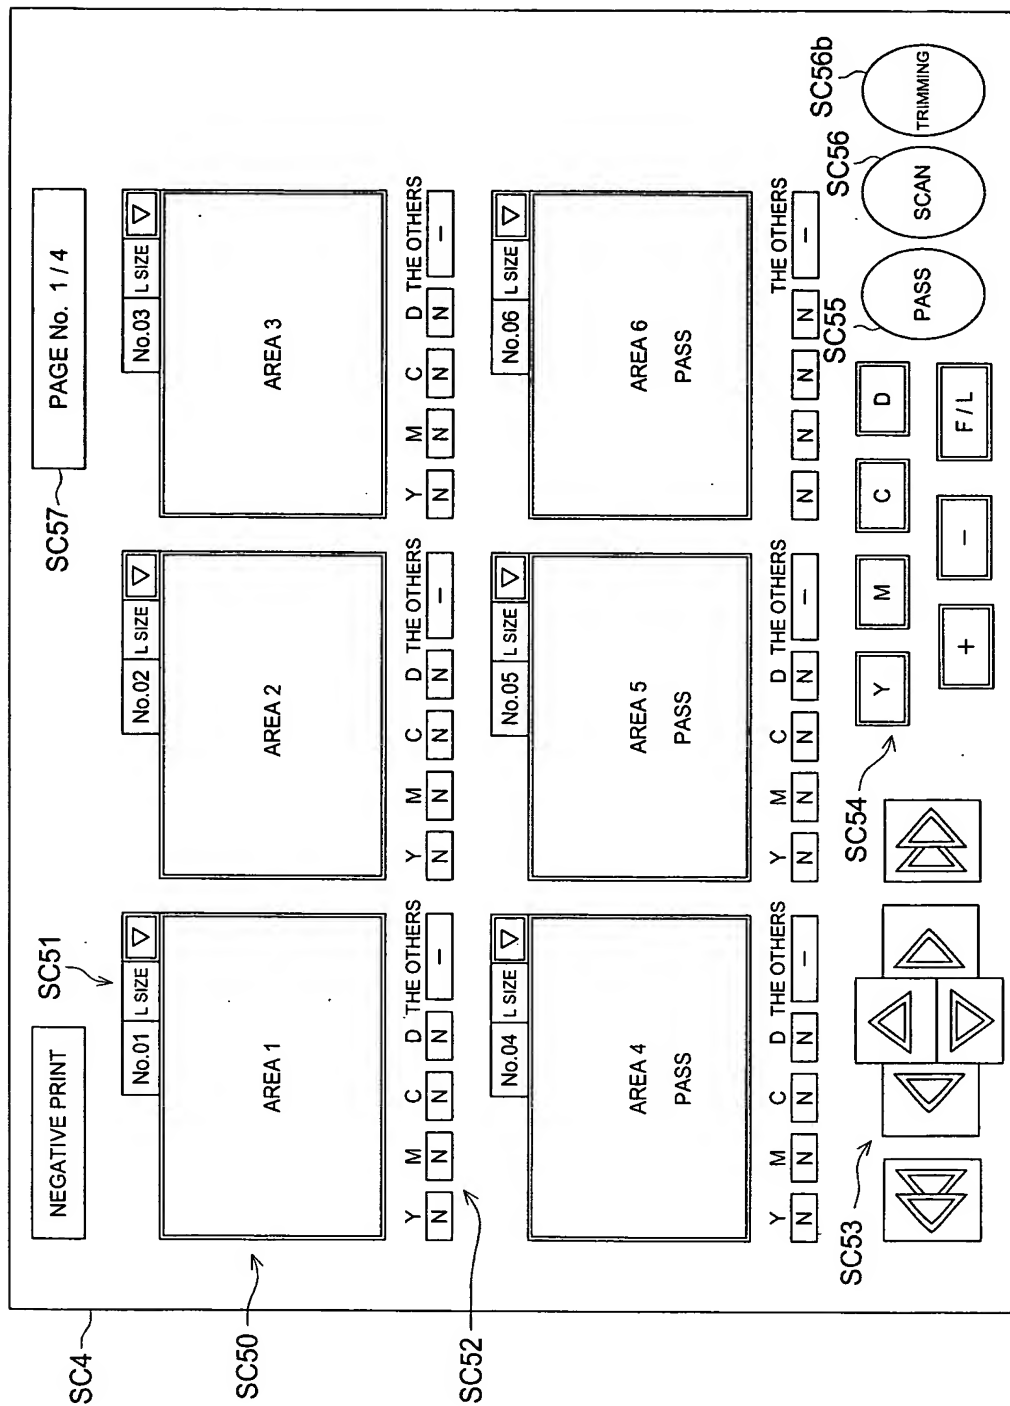 SC4
NEGATIVE PRINT
SC51
SC57
PAGE No. 1 / 4
No.01 L SIZE ▽
No.02 L SIZE ▽
No.03 L SIZE ▽
SC50
AREA 1
AREA 2
AREA 3
Y M C D THE OTHERS
N N N N −
Y M C D THE OTHERS
N N N N −
Y M C D THE OTHERS
N N N N −
SC52
No.04 L SIZE ▽
No.05 L SIZE ▽
No.06 L SIZE ▽
AREA 4
PASS
AREA 5
PASS
AREA 6
PASS
Y M C D THE OTHERS
N N N N −
Y M C D THE OTHERS
N N N N −
THE OTHERS
N N N N −
SC53
SC54
Y M C D
+ − F / L
SC55
PASS
SC56
SCAN
SC56b
TRIMMING